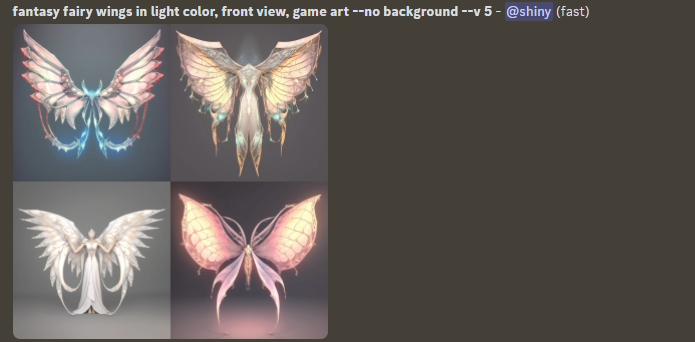 fantasy fairy wings in light color, front view, game art --no background --v 5 - @shiny (fast)